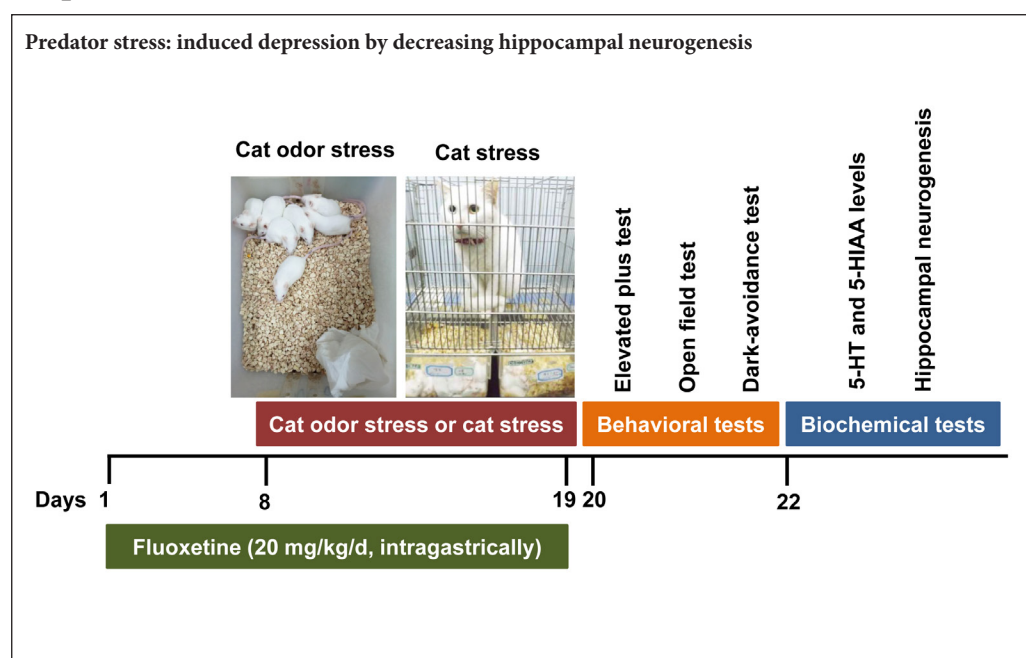 Predator stress: induced depression by decreasing hippocampal neurogenesis
Cat odor stress
Cat stress
Elevated plus test
Open field test
Dark-avoidance test
5-HT and 5-HIAA levels
Hippocampal neurogenesis
Cat odor stress or cat stress
Behavioral tests
Biochemical tests
Days 1
8
19
20
22
Fluoxetine (20 mg/kg/d, intragastrically)